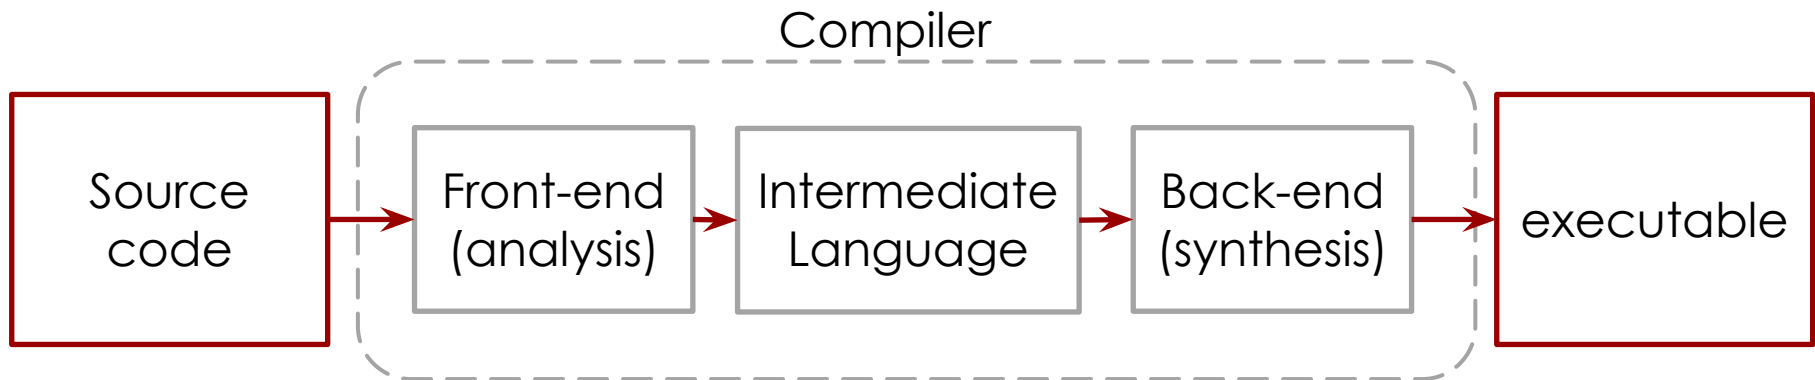 Compiler
Source
code
Front-end
(analysis)
Intermediate
Language
Back-end
(synthesis)
executable